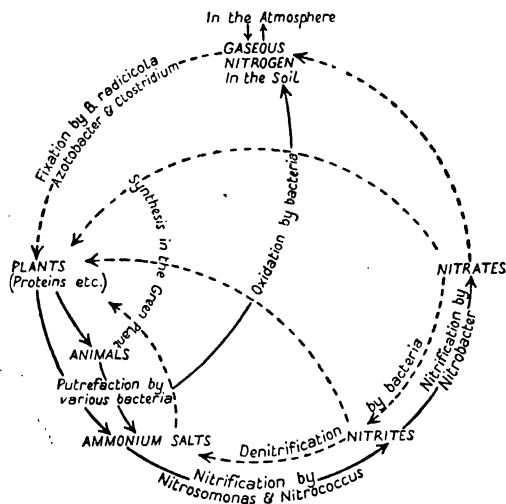 In the Atmosphere
GASEOUS
NITROGEN
In the Soil
Fixation by B. radicicola
Azotobacter & Clostridium
Synthesis in the Green Plant
Oxidation by bacteria
PLANTS
(Proteins etc.)
NITRATES
ANIMALS
Nitrification by
Nitrobacter
Putrefaction by
various bacteria
by bacteria
AMMONIUM SALTS
Denitrification
NITRITES
Nitrification by
Nitrosomonas & Nitrococcus